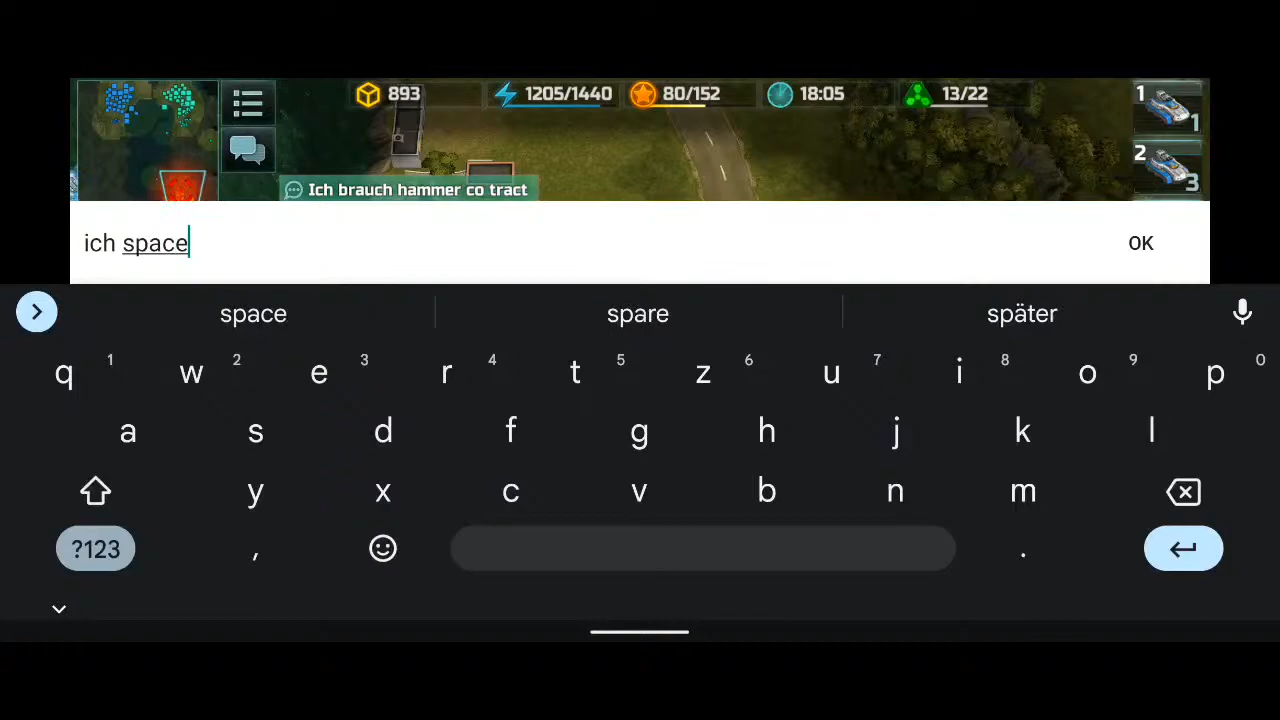 893
1205/1440
80/152
18:05
13/22
1
1
2
3
Ich brauch hammer co tract
ich space
OK
space
spare
später
q 1 w 2 e 3 r 4 t 5 z 6 u 7 i 8 o 9 p 0
a s d f g h j k l
y x c v b n m
?123 , .